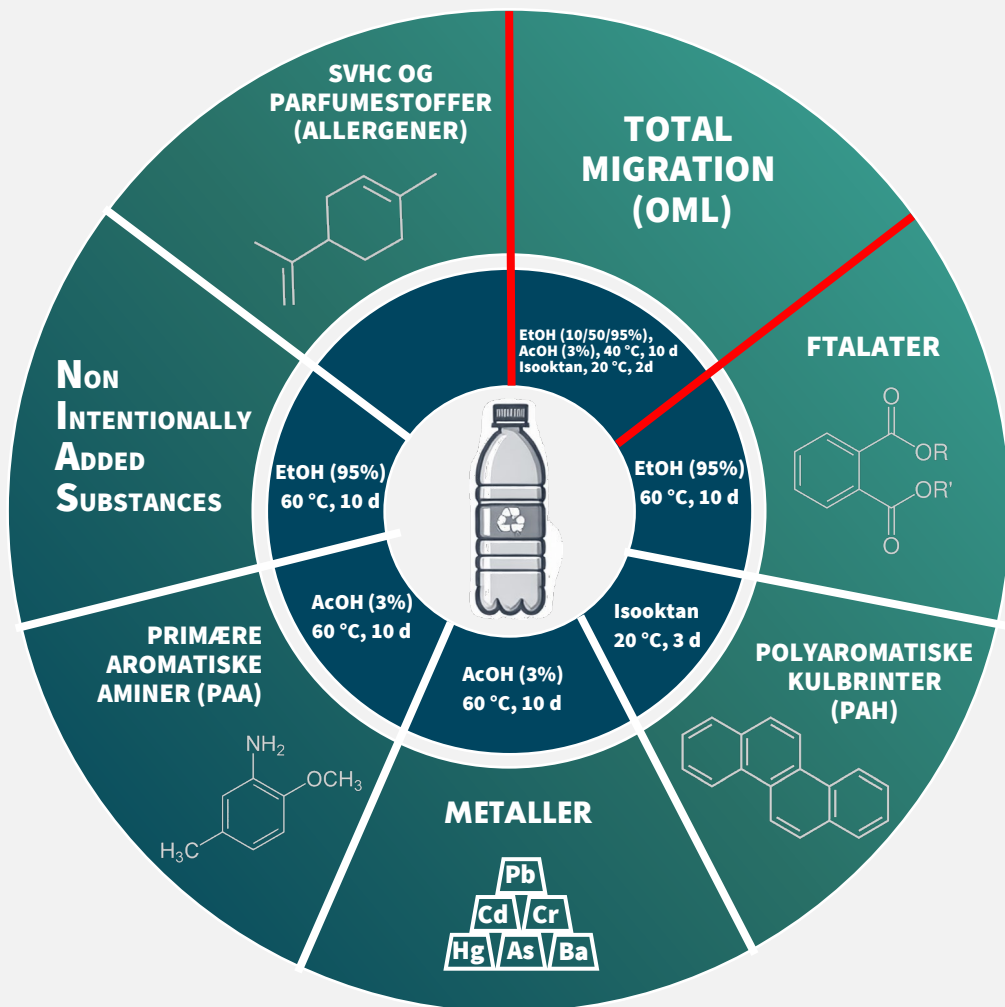 SVHC OG
PARFUMESTOFFER
(ALLERGENER)
TOTAL
MIGRATION
(OML)
EtOH (10/50/95%),
AcOH (3%), 40 °C, 10 d
Isooktan, 20 °C, 2d
FTALATER
O
OR
OR'
O
EtOH (95%)
60 °C, 10 d
POLYAROMATISKE
KULBRINTER
(PAH)
Isooktan
20 °C, 3 d
METALLER
Pb
Cd Cr
Hg As Ba
AcOH (3%)
60 °C, 10 d
PRIMÆRE
AROMATISKE
AMINER (PAA)
NH₂
OCH₃
H₃C
AcOH (3%)
60 °C, 10 d
NON
INTENTIONALLY
ADDED
SUBSTANCES
EtOH (95%)
60 °C, 10 d